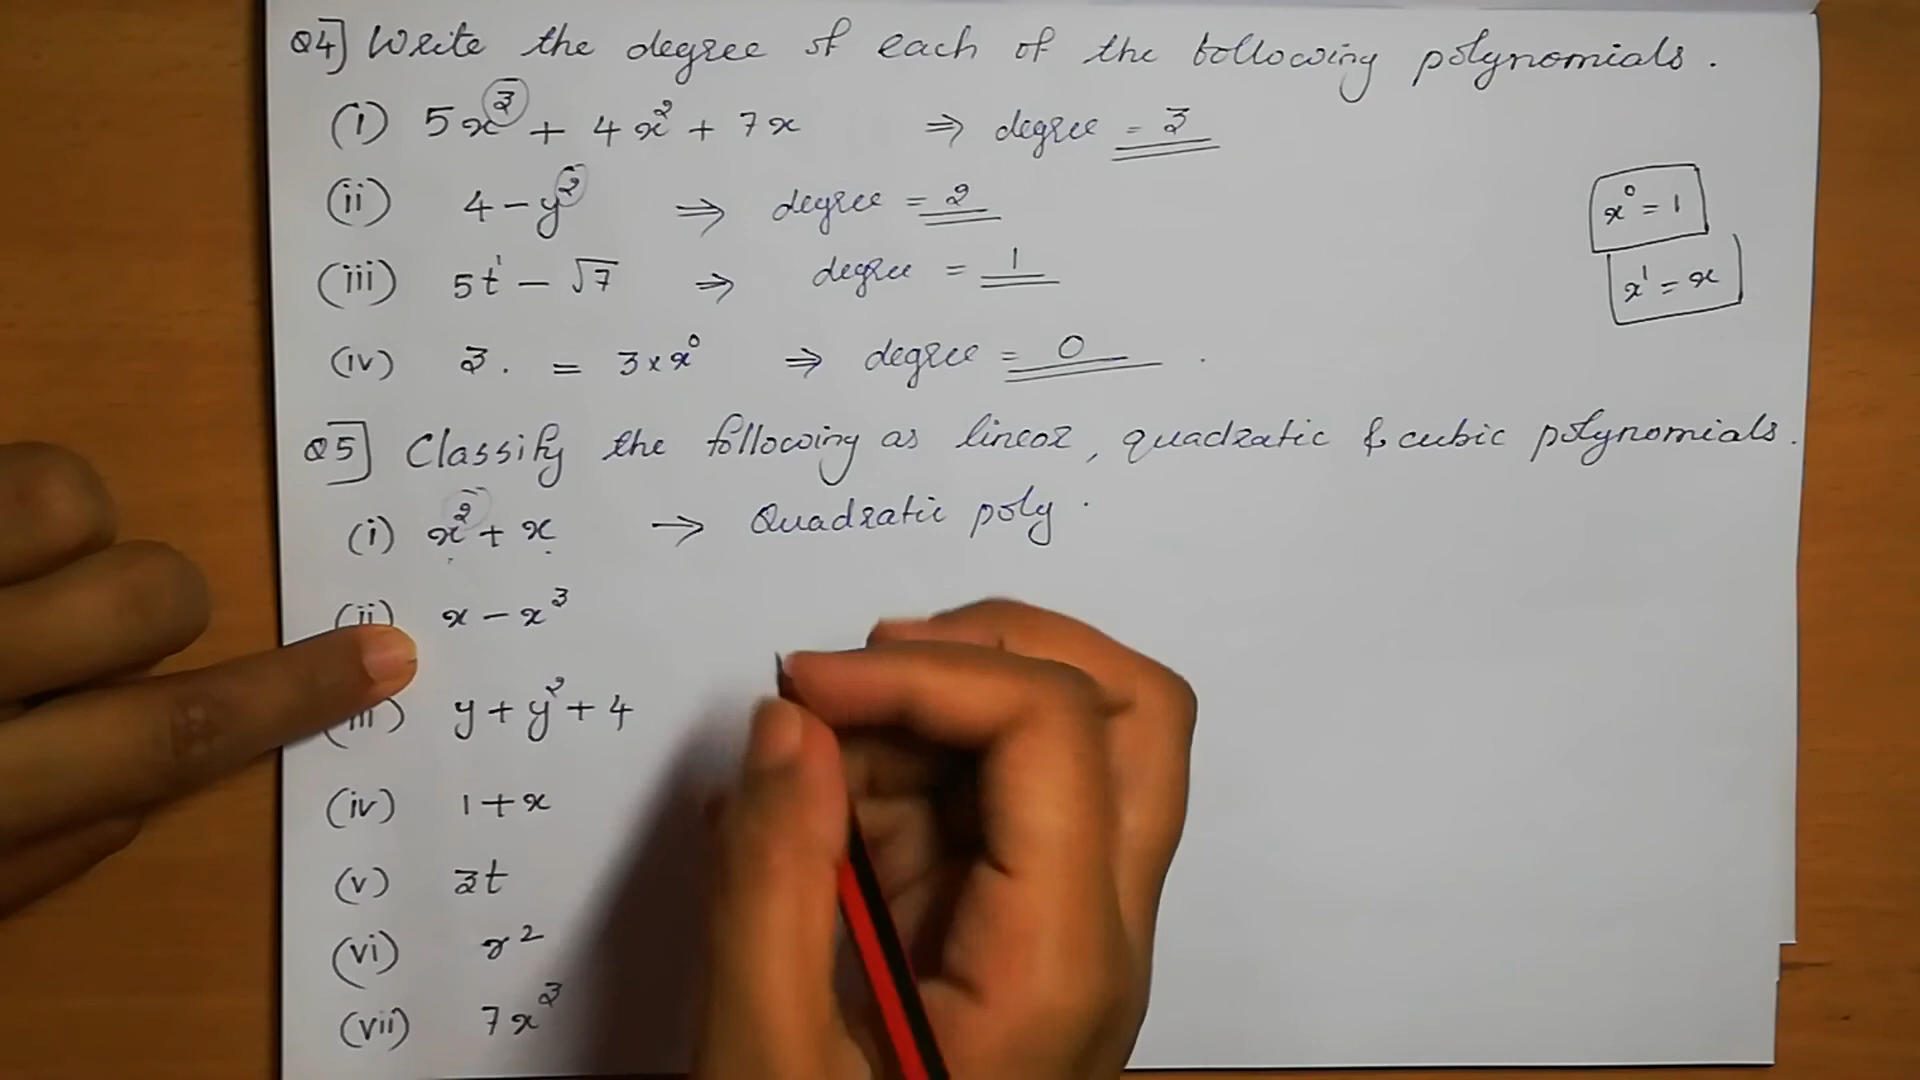 Q4] Write the degree of each of the following polynomials.
(i) 5x³ + 4x² + 7x ⇒ degree = 3
(ii) 4 - y² ⇒ degree = 2
x⁰ = 1
(iii) 5t¹ - √7 ⇒ degree = 1
x¹ = x
(iv) 3. = 3 × x⁰ ⇒ degree = 0 .
Q5] Classify the following as linear, quadratic & cubic polynomials.
(i) x² + x → Quadratic poly.
(ii) x - x³
(iii) y + y² + 4
(iv) 1 + x
(v) 3t
(vi) r²
(vii) 7x³